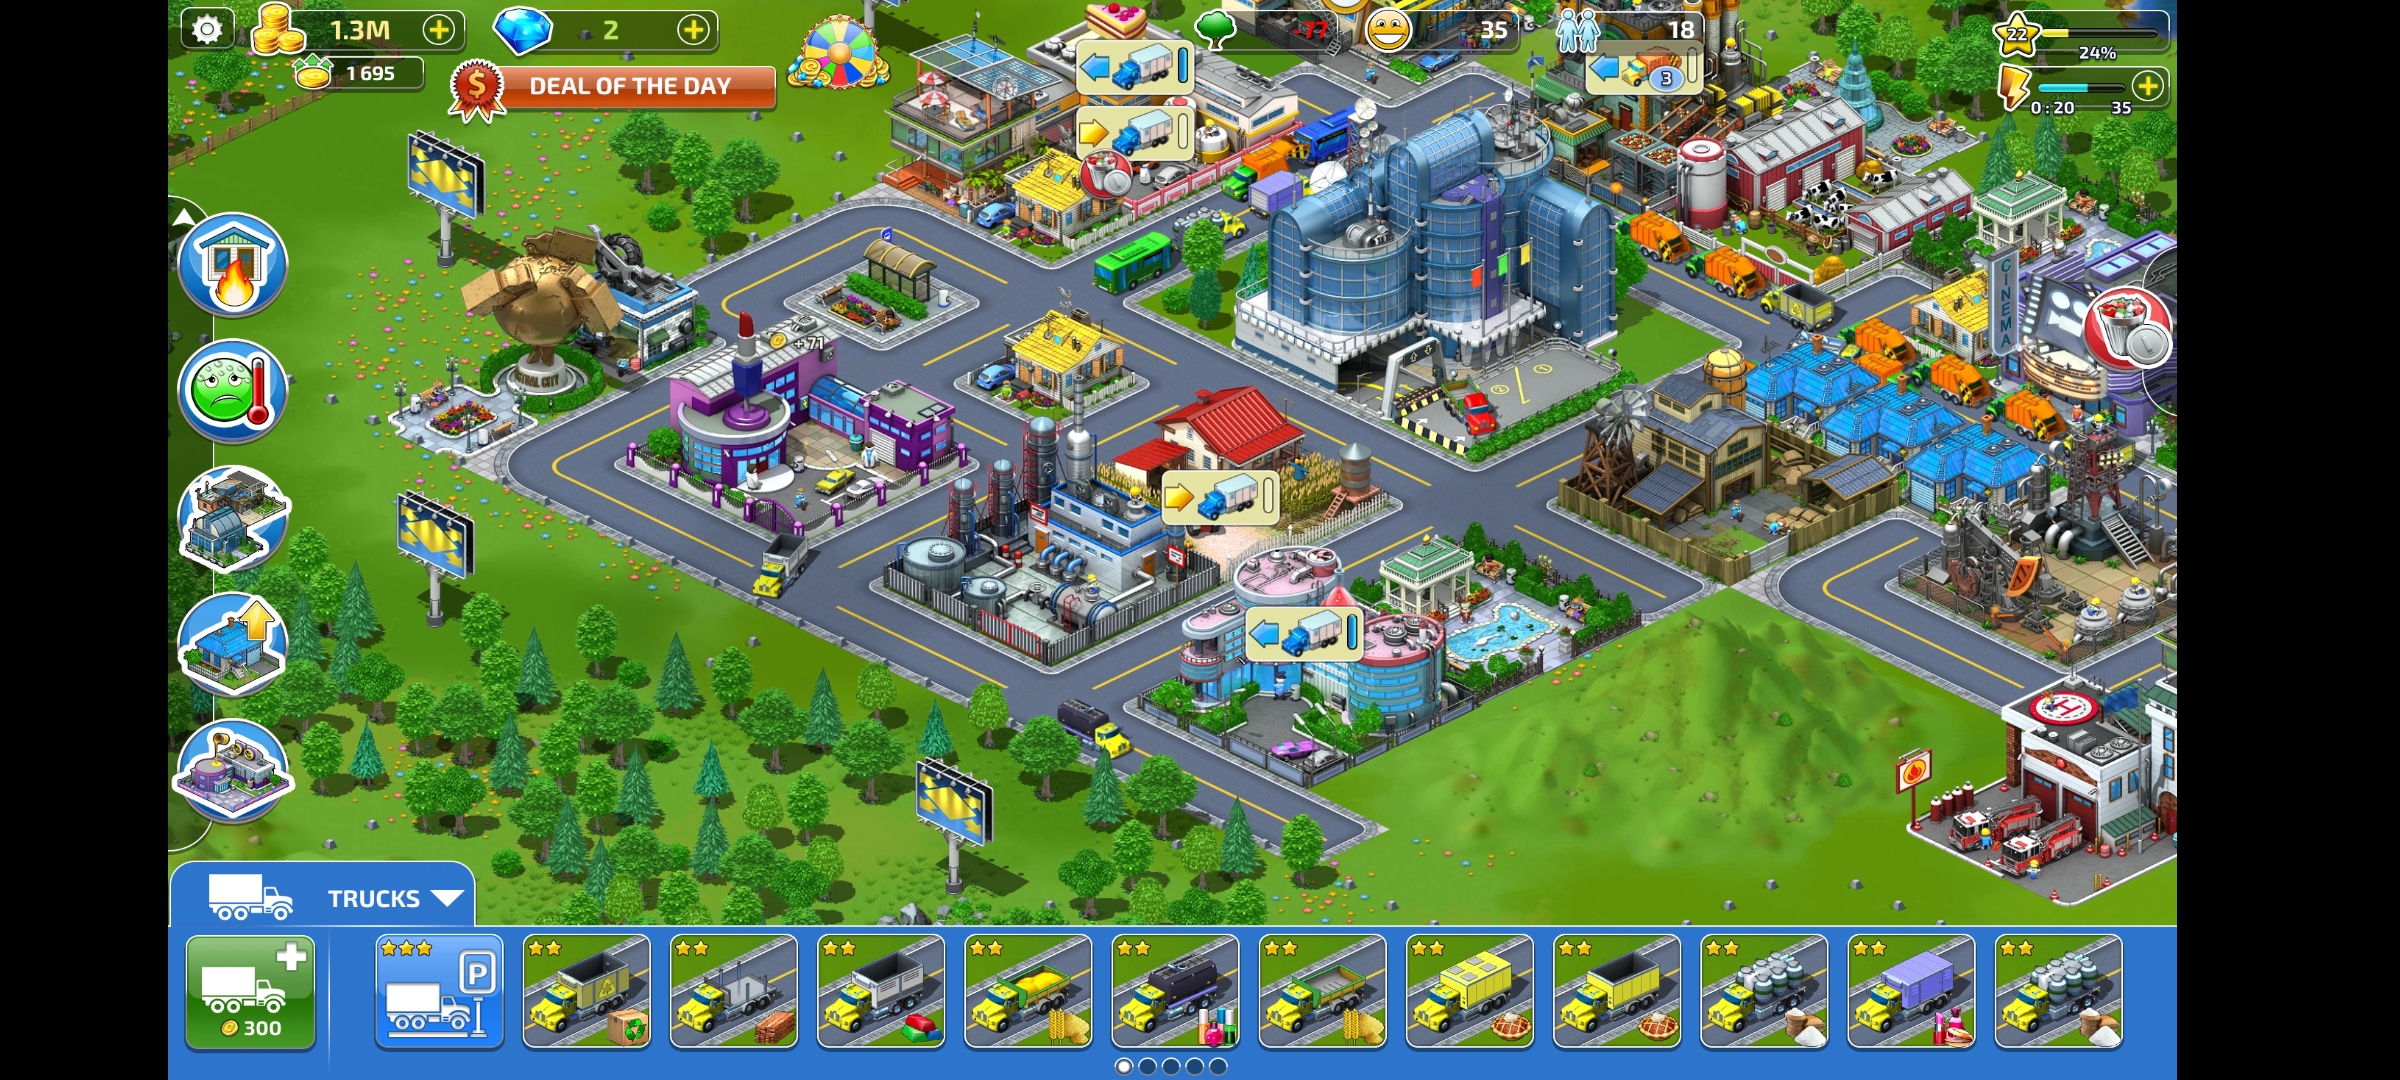 1.3M
2
-77
35
18
22
24%
1 695
DEAL OF THE DAY
3
0:20
35
CINEMA
+71
CITY
P
H
TRUCKS
P
300